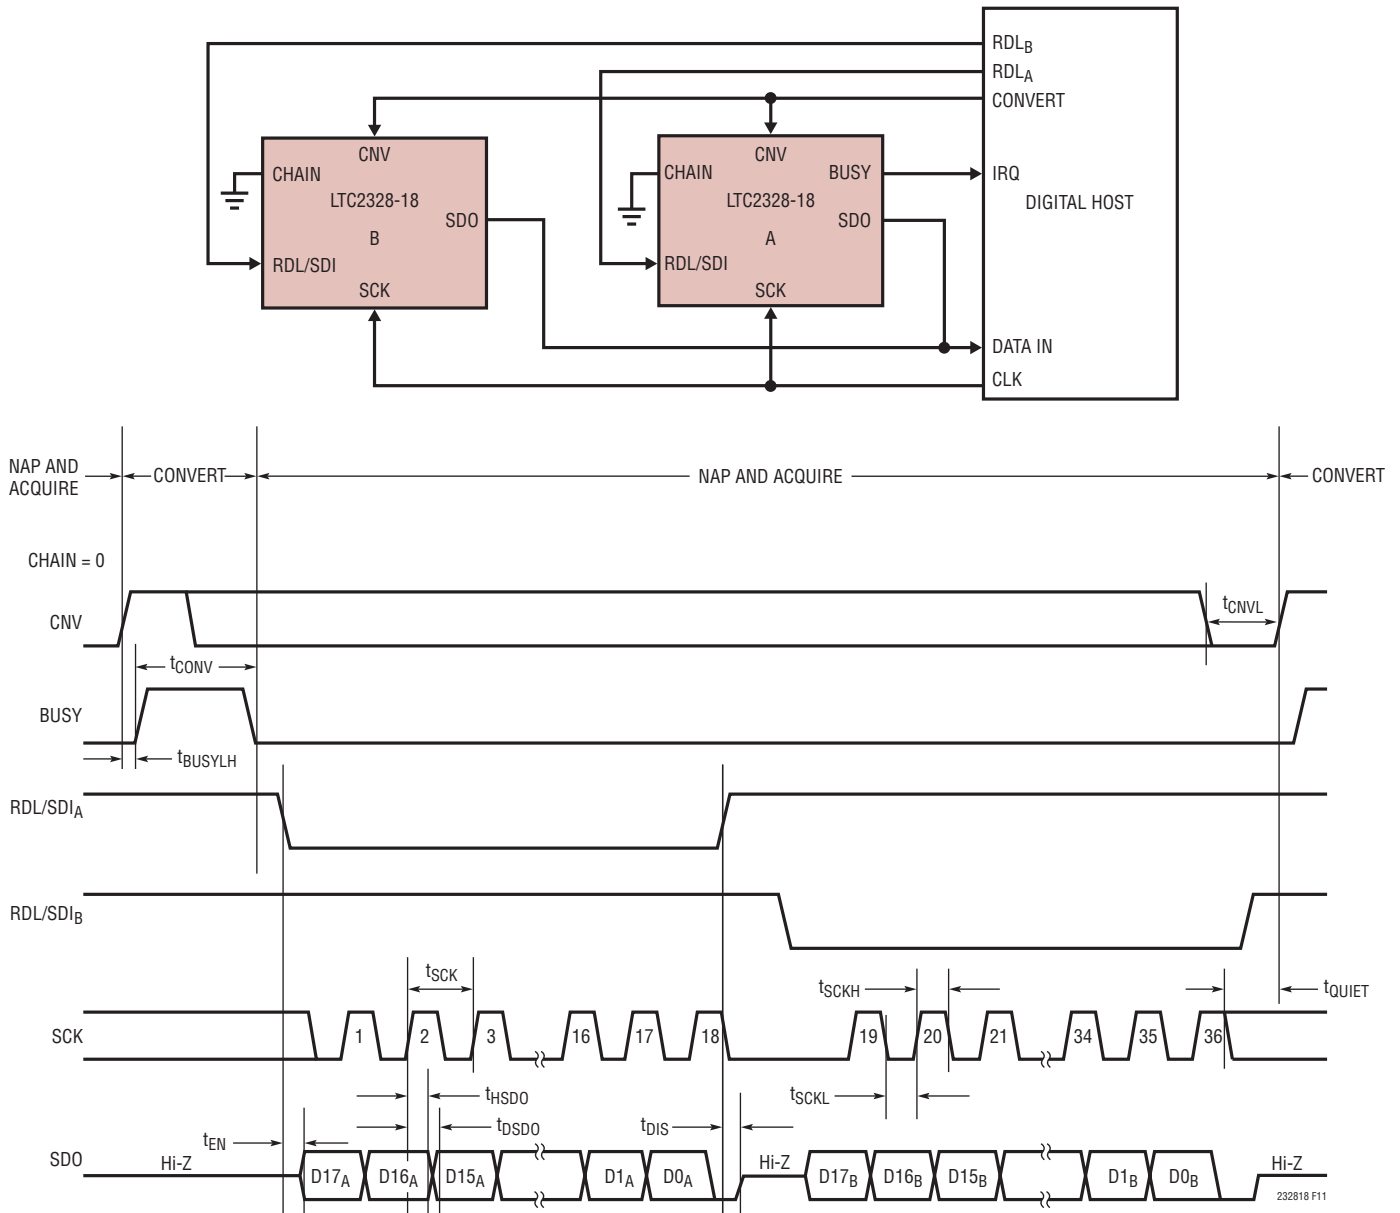 RDLB
RDLA
CONVERT
CNV
CHAIN
LTC2328-18
SDO
B
RDL/SDI
SCK
CNV
CHAIN
BUSY
LTC2328-18
SDO
A
RDL/SDI
SCK
IRQ
DIGITAL HOST
DATA IN
CLK
NAP AND
ACQUIRE
CONVERT
NAP AND ACQUIRE
CONVERT
CHAIN = 0
CNV
tCNVL
tCONV
BUSY
tBUSYLH
RDL/SDIA
RDL/SDIB
tSCK
tSCKH
tQUIET
SCK
1
2
3
16
17
18
19
20
21
34
35
36
tHSDO
tSCKL
tEN
tDSDO
tDIS
SDO
Hi-Z
D17A
D16A
D15A
D1A
D0A
Hi-Z
D17B
D16B
D15B
D1B
D0B
Hi-Z
232818 F11